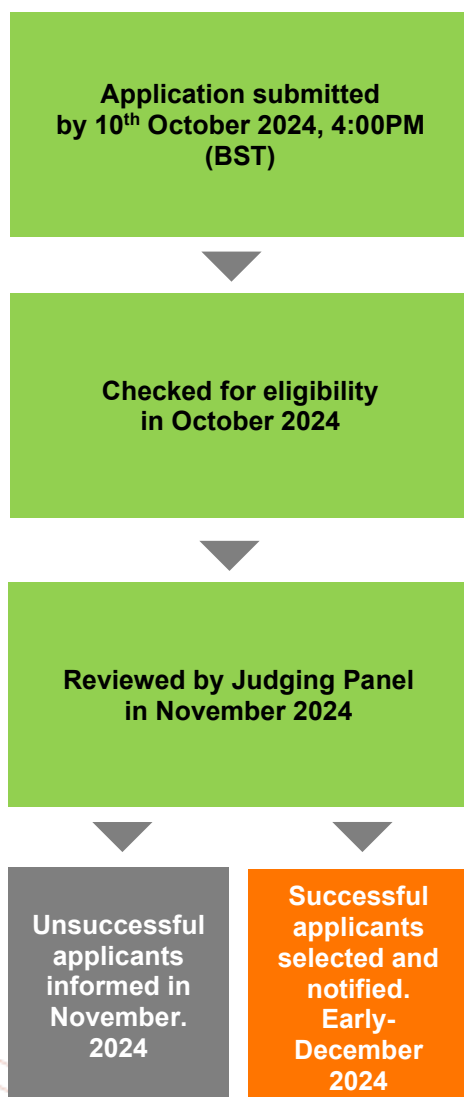 Application submitted
by 10th October 2024, 4:00PM
(BST)
Checked for eligibility
in October 2024
Reviewed by Judging Panel
in November 2024
Unsuccessful
applicants
informed in
November.
2024
Successful
applicants
selected and
notified.
Early-
December
2024